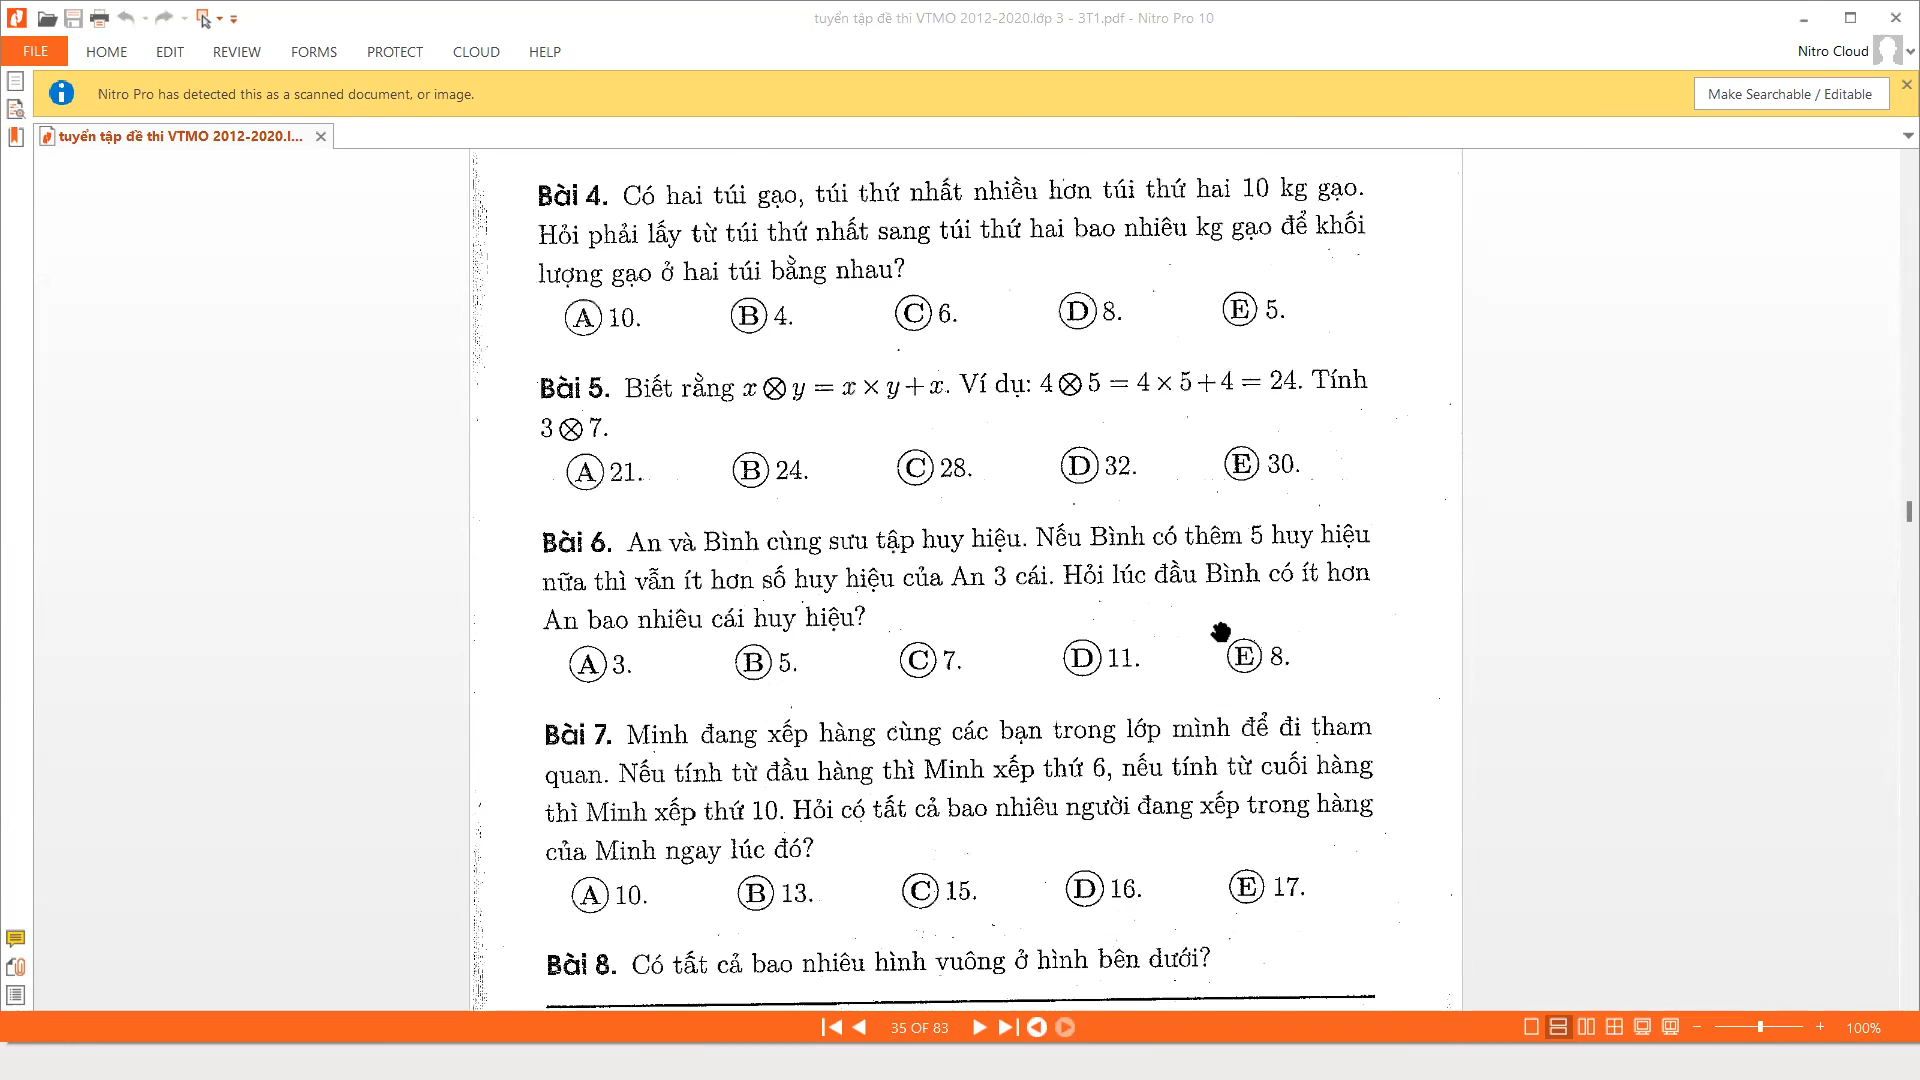 tuyển tập đề thi VTMO 2012-2020.lớp 3 - 3T1.pdf - Nitro Pro 10
FILE HOME EDIT REVIEW FORMS PROTECT CLOUD HELP Nitro Cloud
Nitro Pro has detected this as a scanned document, or image. Make Searchable / Editable
tuyển tập đề thi VTMO 2012-2020.l...
Bài 4. Có hai túi gạo, túi thứ nhất nhiều hơn túi thứ hai 10 kg gạo.
Hỏi phải lấy từ túi thứ nhất sang túi thứ hai bao nhiêu kg gạo để khối
lượng gạo ở hai túi bằng nhau?
A 10. B 4. C 6. D 8. E 5.
Bài 5. Biết rằng x ⊗ y = x × y + x. Ví dụ: 4 ⊗ 5 = 4 × 5 + 4 = 24. Tính
3 ⊗ 7.
A 21. B 24. C 28. D 32. E 30.
Bài 6. An và Bình cùng sưu tập huy hiệu. Nếu Bình có thêm 5 huy hiệu
nữa thì vẫn ít hơn số huy hiệu của An 3 cái. Hỏi lúc đầu Bình có ít hơn
An bao nhiêu cái huy hiệu?
A 3. B 5. C 7. D 11. E 8.
Bài 7. Minh đang xếp hàng cùng các bạn trong lớp mình để đi tham
quan. Nếu tính từ đầu hàng thì Minh xếp thứ 6, nếu tính từ cuối hàng
thì Minh xếp thứ 10. Hỏi có tất cả bao nhiêu người đang xếp trong hàng
của Minh ngay lúc đó?
A 10. B 13. C 15. D 16. E 17.
Bài 8. Có tất cả bao nhiêu hình vuông ở hình bên dưới?
35 OF 83 100%